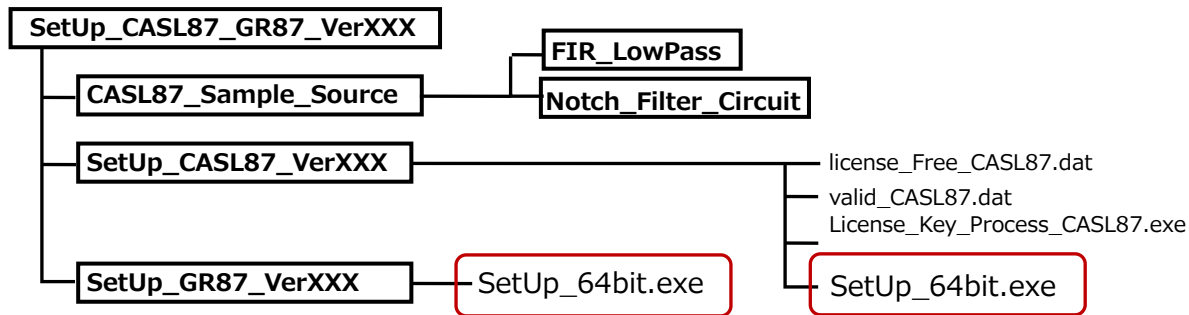 SetUp_CASL87_GR87_VerXXX
FIR_LowPass
CASL87_Sample_Source
Notch_Filter_Circuit
SetUp_CASL87_VerXXX
license_Free_CASL87.dat
valid_CASL87.dat
License_Key_Process_CASL87.exe
SetUp_GR87_VerXXX
SetUp_64bit.exe
SetUp_64bit.exe